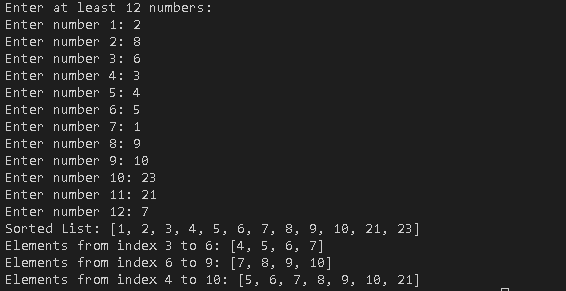 Enter at least 12 numbers:
Enter number 1: 2
Enter number 2: 8
Enter number 3: 6
Enter number 4: 3
Enter number 5: 4
Enter number 6: 5
Enter number 7: 1
Enter number 8: 9
Enter number 9: 10
Enter number 10: 23
Enter number 11: 21
Enter number 12: 7
Sorted List: [1, 2, 3, 4, 5, 6, 7, 8, 9, 10, 21, 23]
Elements from index 3 to 6: [4, 5, 6, 7]
Elements from index 6 to 9: [7, 8, 9, 10]
Elements from index 4 to 10: [5, 6, 7, 8, 9, 10, 21]